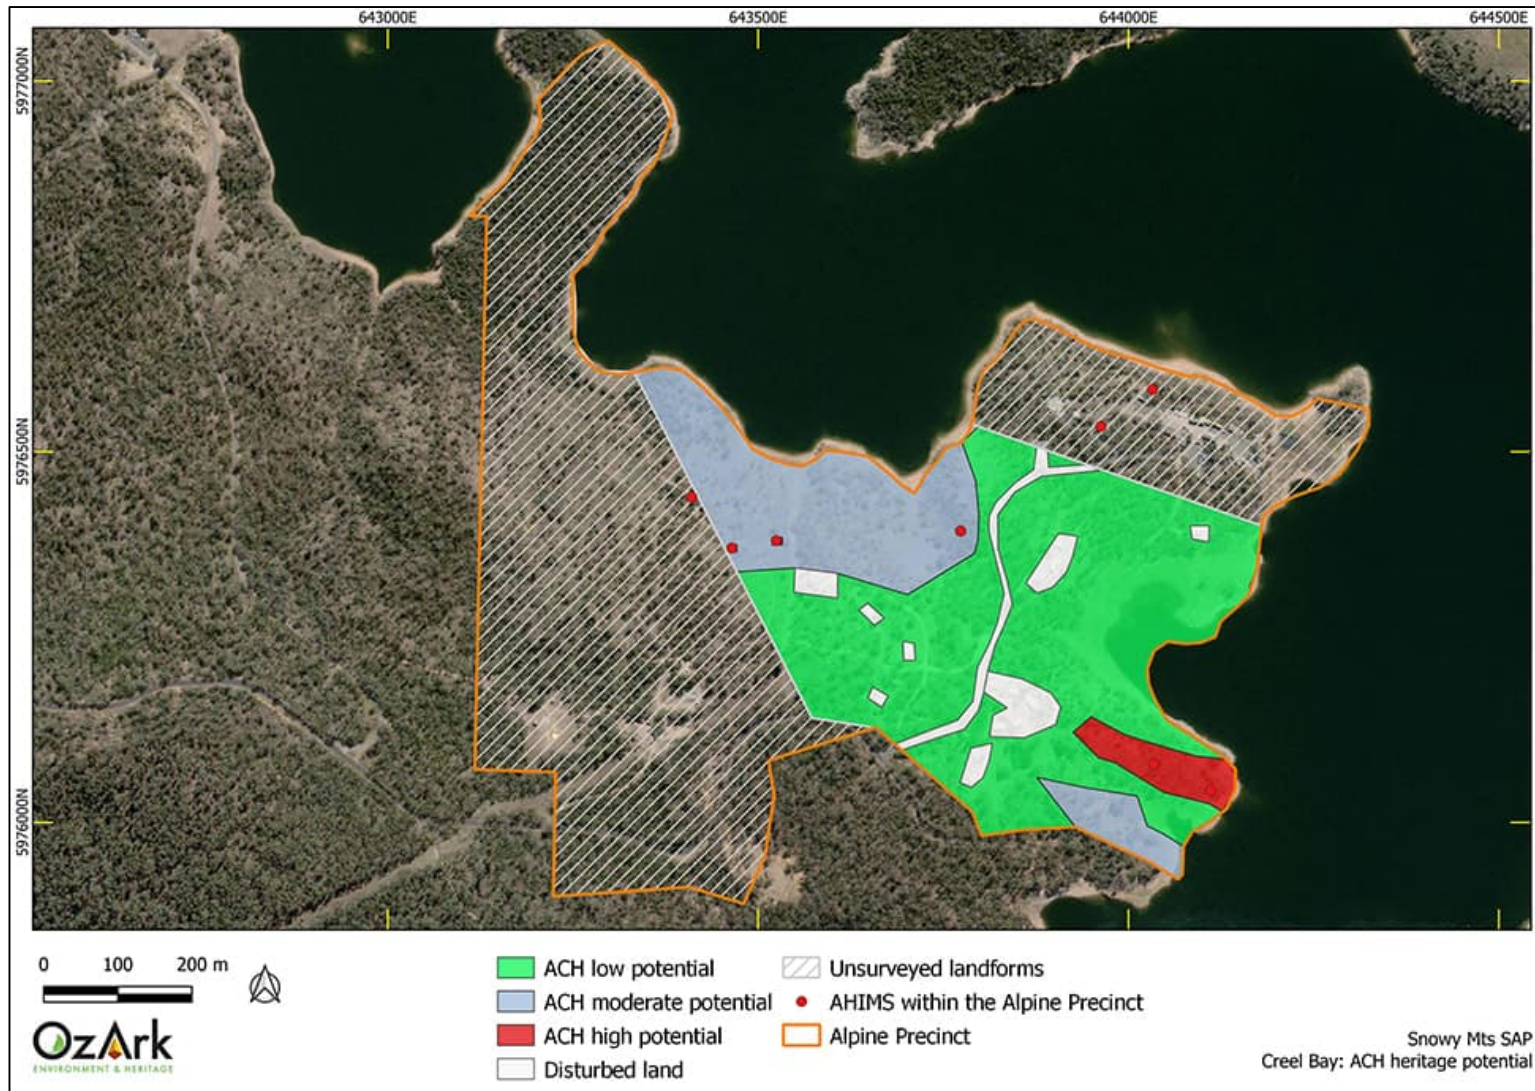 643000E
643500E
644000E
644500E
5977000N
5976500N
5976000N
0 100 200 m
ACH low potential
ACH moderate potential
ACH high potential
Disturbed land
Unsurveyed landforms
AHIMS within the Alpine Precinct
Alpine Precinct
OzArk
ENVIRONMENT & HERITAGE
Snowy Mts SAP
Creel Bay: ACH heritage potential